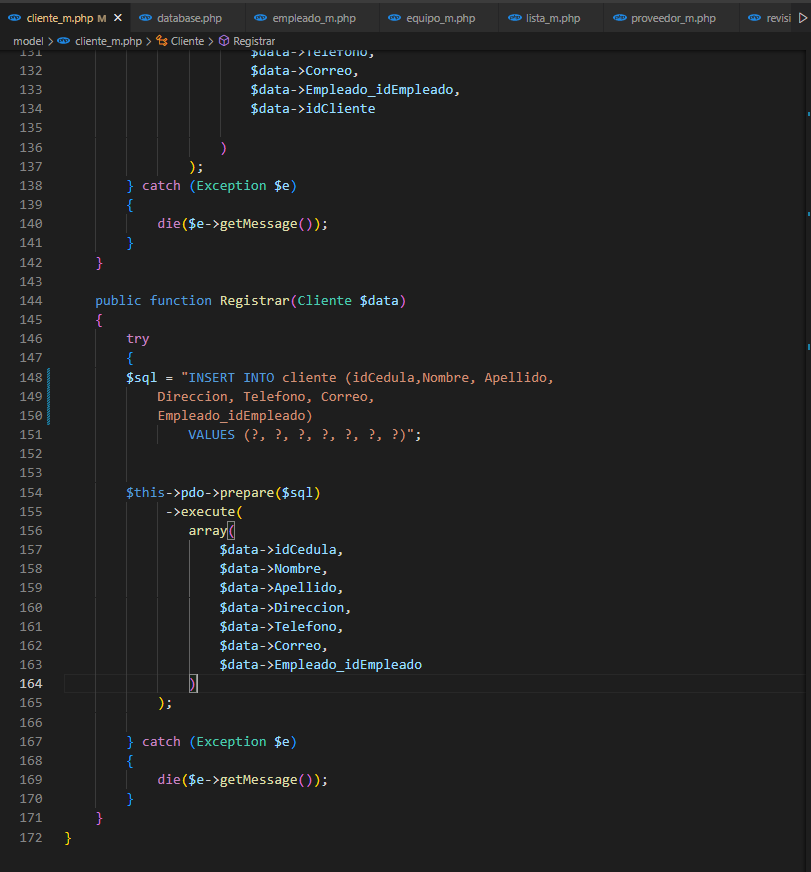 cliente_m.php M ✕ database.php empleado_m.php equipo_m.php lista_m.php proveedor_m.php revisi
model > cliente_m.php > Cliente > Registrar
131 $data->Telefono,
132 $data->Correo,
133 $data->Empleado_idEmpleado,
134 $data->idCliente
135
136 )
137 );
138 } catch (Exception $e)
139 {
140 die($e->getMessage());
141 }
142 }
143
144 public function Registrar(Cliente $data)
145 {
146 try
147 {
148 $sql = "INSERT INTO cliente (idCedula,Nombre, Apellido,
149 Direccion, Telefono, Correo,
150 Empleado_idEmpleado)
151 VALUES (?, ?, ?, ?, ?, ?, ?)";
152
153
154 $this->pdo->prepare($sql)
155 ->execute(
156 array(
157 $data->idCedula,
158 $data->Nombre,
159 $data->Apellido,
160 $data->Direccion,
161 $data->Telefono,
162 $data->Correo,
163 $data->Empleado_idEmpleado
164 )
165 );
166
167 } catch (Exception $e)
168 {
169 die($e->getMessage());
170 }
171 }
172 }